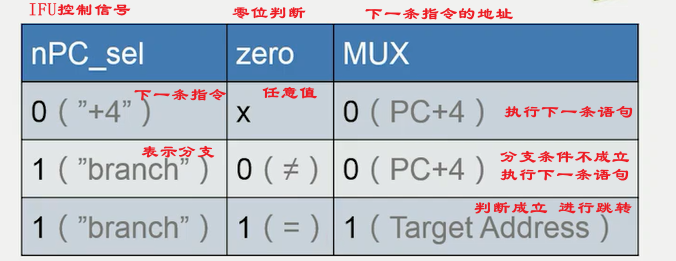 IFU控制信号 零位判断 下一条指令的地址
nPC_sel zero MUX
下一条指令 任意值
0 ( ”+4” ) x 0 ( PC+4 ) 执行下一条语句
表示分支 分支条件不成立
1 ( ”branch” ) 0 ( ≠ ) 0 ( PC+4 ) 执行下一条语句
判断成立 进行跳转
1 ( ”branch” ) 1 ( = ) 1 ( Target Address )